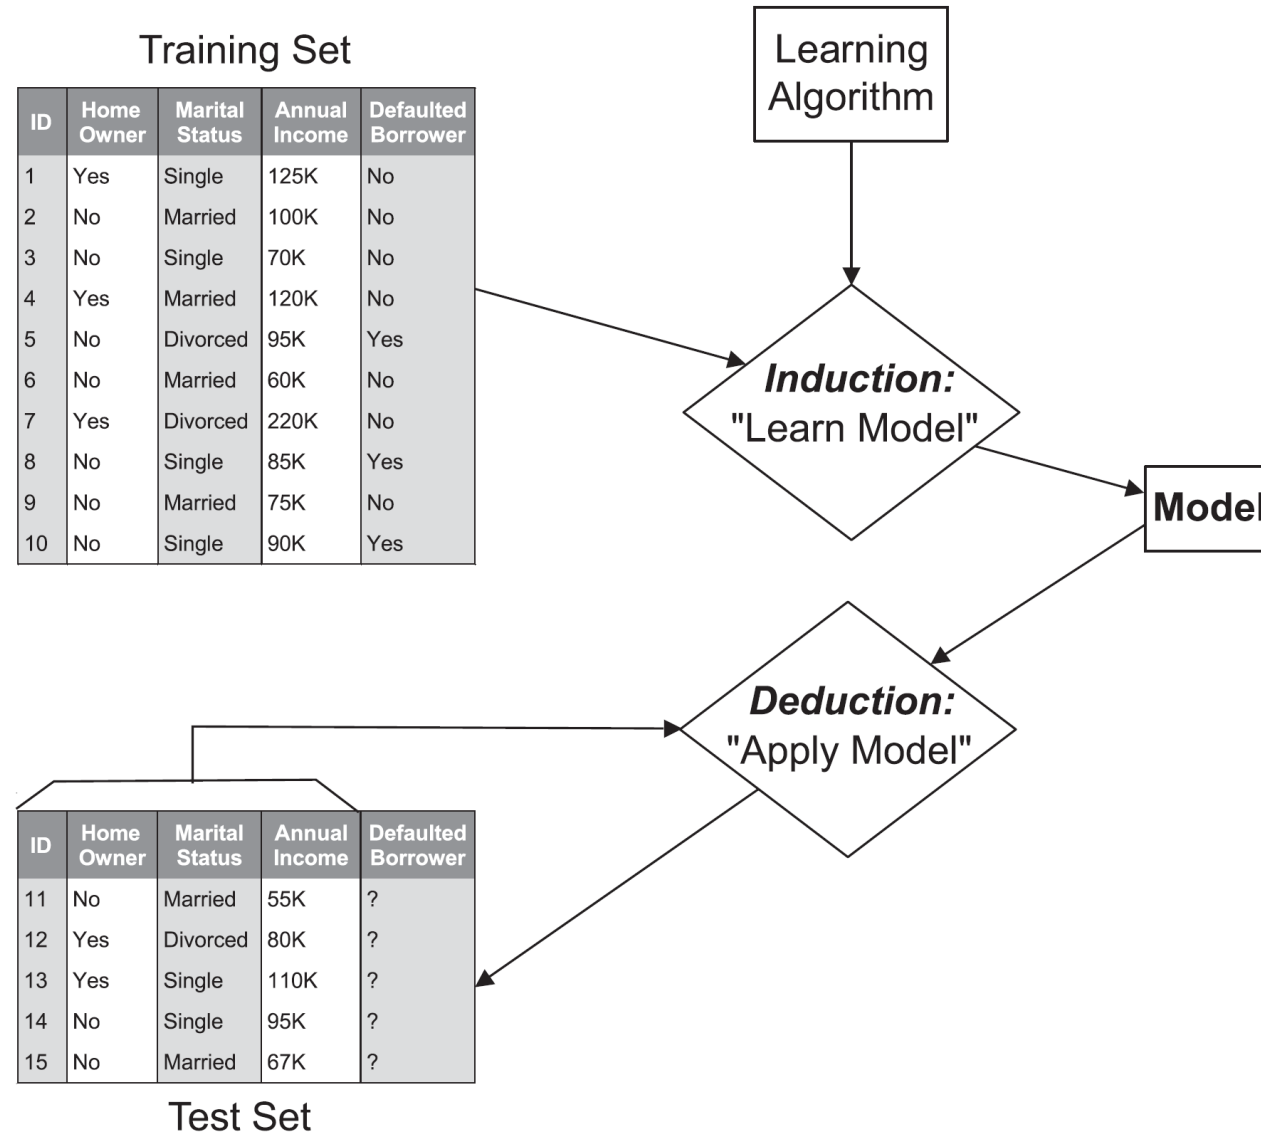 Training Set
ID Home Owner Marital Status Annual Income Defaulted Borrower
1 Yes Single 125K No
2 No Married 100K No
3 No Single 70K No
4 Yes Married 120K No
5 No Divorced 95K Yes
6 No Married 60K No
7 Yes Divorced 220K No
8 No Single 85K Yes
9 No Married 75K No
10 No Single 90K Yes
Learning
Algorithm
Induction:
"Learn Model"
Model
Deduction:
"Apply Model"
ID Home Owner Marital Status Annual Income Defaulted Borrower
11 No Married 55K ?
12 Yes Divorced 80K ?
13 Yes Single 110K ?
14 No Single 95K ?
15 No Married 67K ?
Test Set